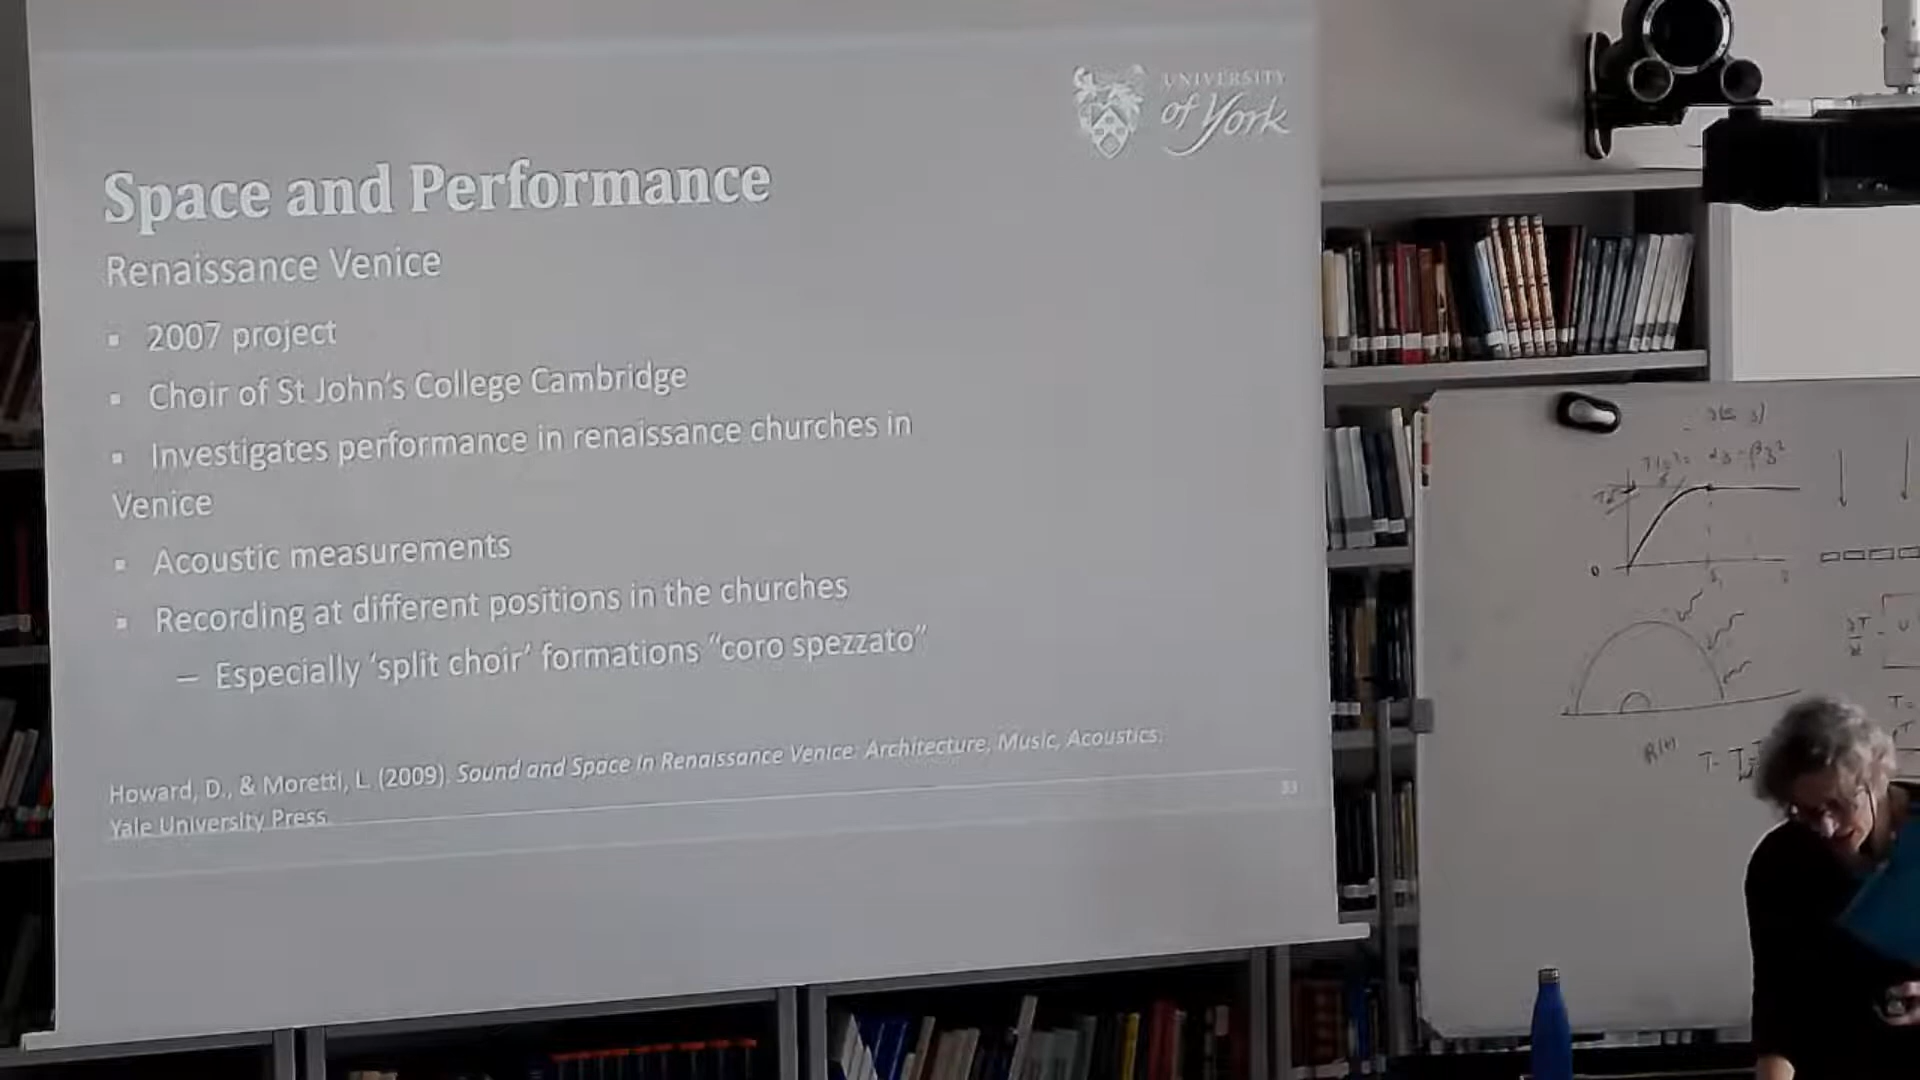 UNIVERSITY
of York
Space and Performance
Renaissance Venice
▪ 2007 project
▪ Choir of St John's College Cambridge
▪ Investigates performance in renaissance churches in
Venice
▪ Acoustic measurements
▪ Recording at different positions in the churches
– Especially 'split choir' formations "coro spezzato"
Howard, D., & Moretti, L. (2009). Sound and Space in Renaissance Venice: Architecture, Music, Acoustics.
Yale University Press.
33